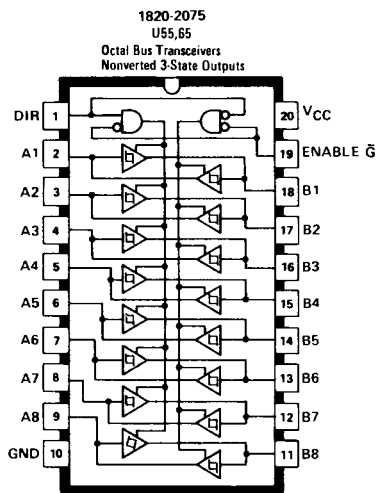 1820-2075
U55,65
Octal Bus Transceivers
Nonverted 3-State Outputs
DIR 1
20 VCC
A1 2
19 ENABLE G̃
A2 3
18 B1
A3 4
17 B2
A4 5
16 B3
A5 6
15 B4
A6 7
14 B5
A7 8
13 B6
A8 9
12 B7
GND 10
11 B8